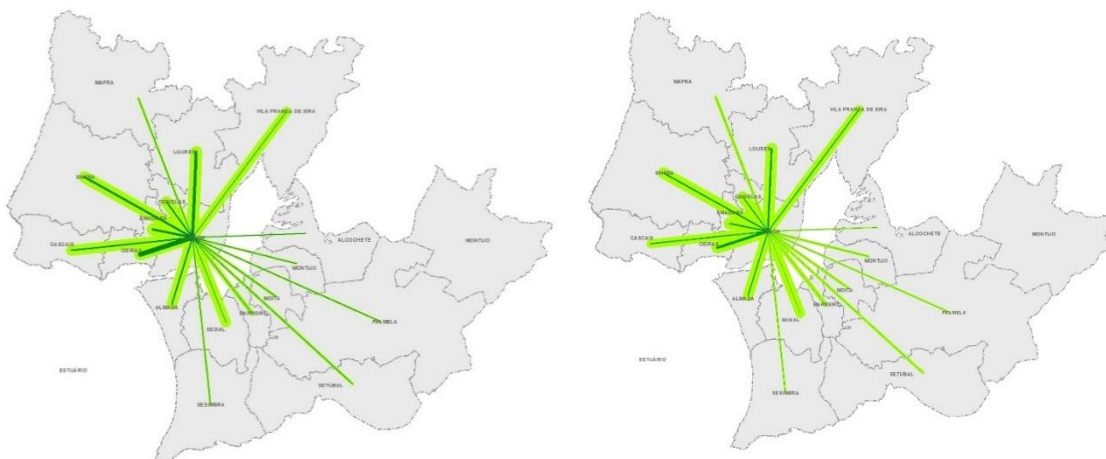 MAFRA
VILA FRANCA DE XIRA
LOURES
SINTRA
ODIVELAS
AMADORA
CASCAIS
OEIRAS
ALCOCHETE
MONTIJO
MONTIJO
MOITA
ALMADA
BARREIRO
SEIXAL
PALMELA
ESTUÁRIO
SETÚBAL
SESIMBRA
MAFRA
VILA FRANCA DE XIRA
LOURES
SINTRA
ODIVELAS
AMADORA
CASCAIS
OEIRAS
ALCOCHETE
MONTIJO
MONTIJO
MOITA
ALMADA
BARREIRO
SEIXAL
PALMELA
ESTUÁRIO
SETÚBAL
SESIMBRA